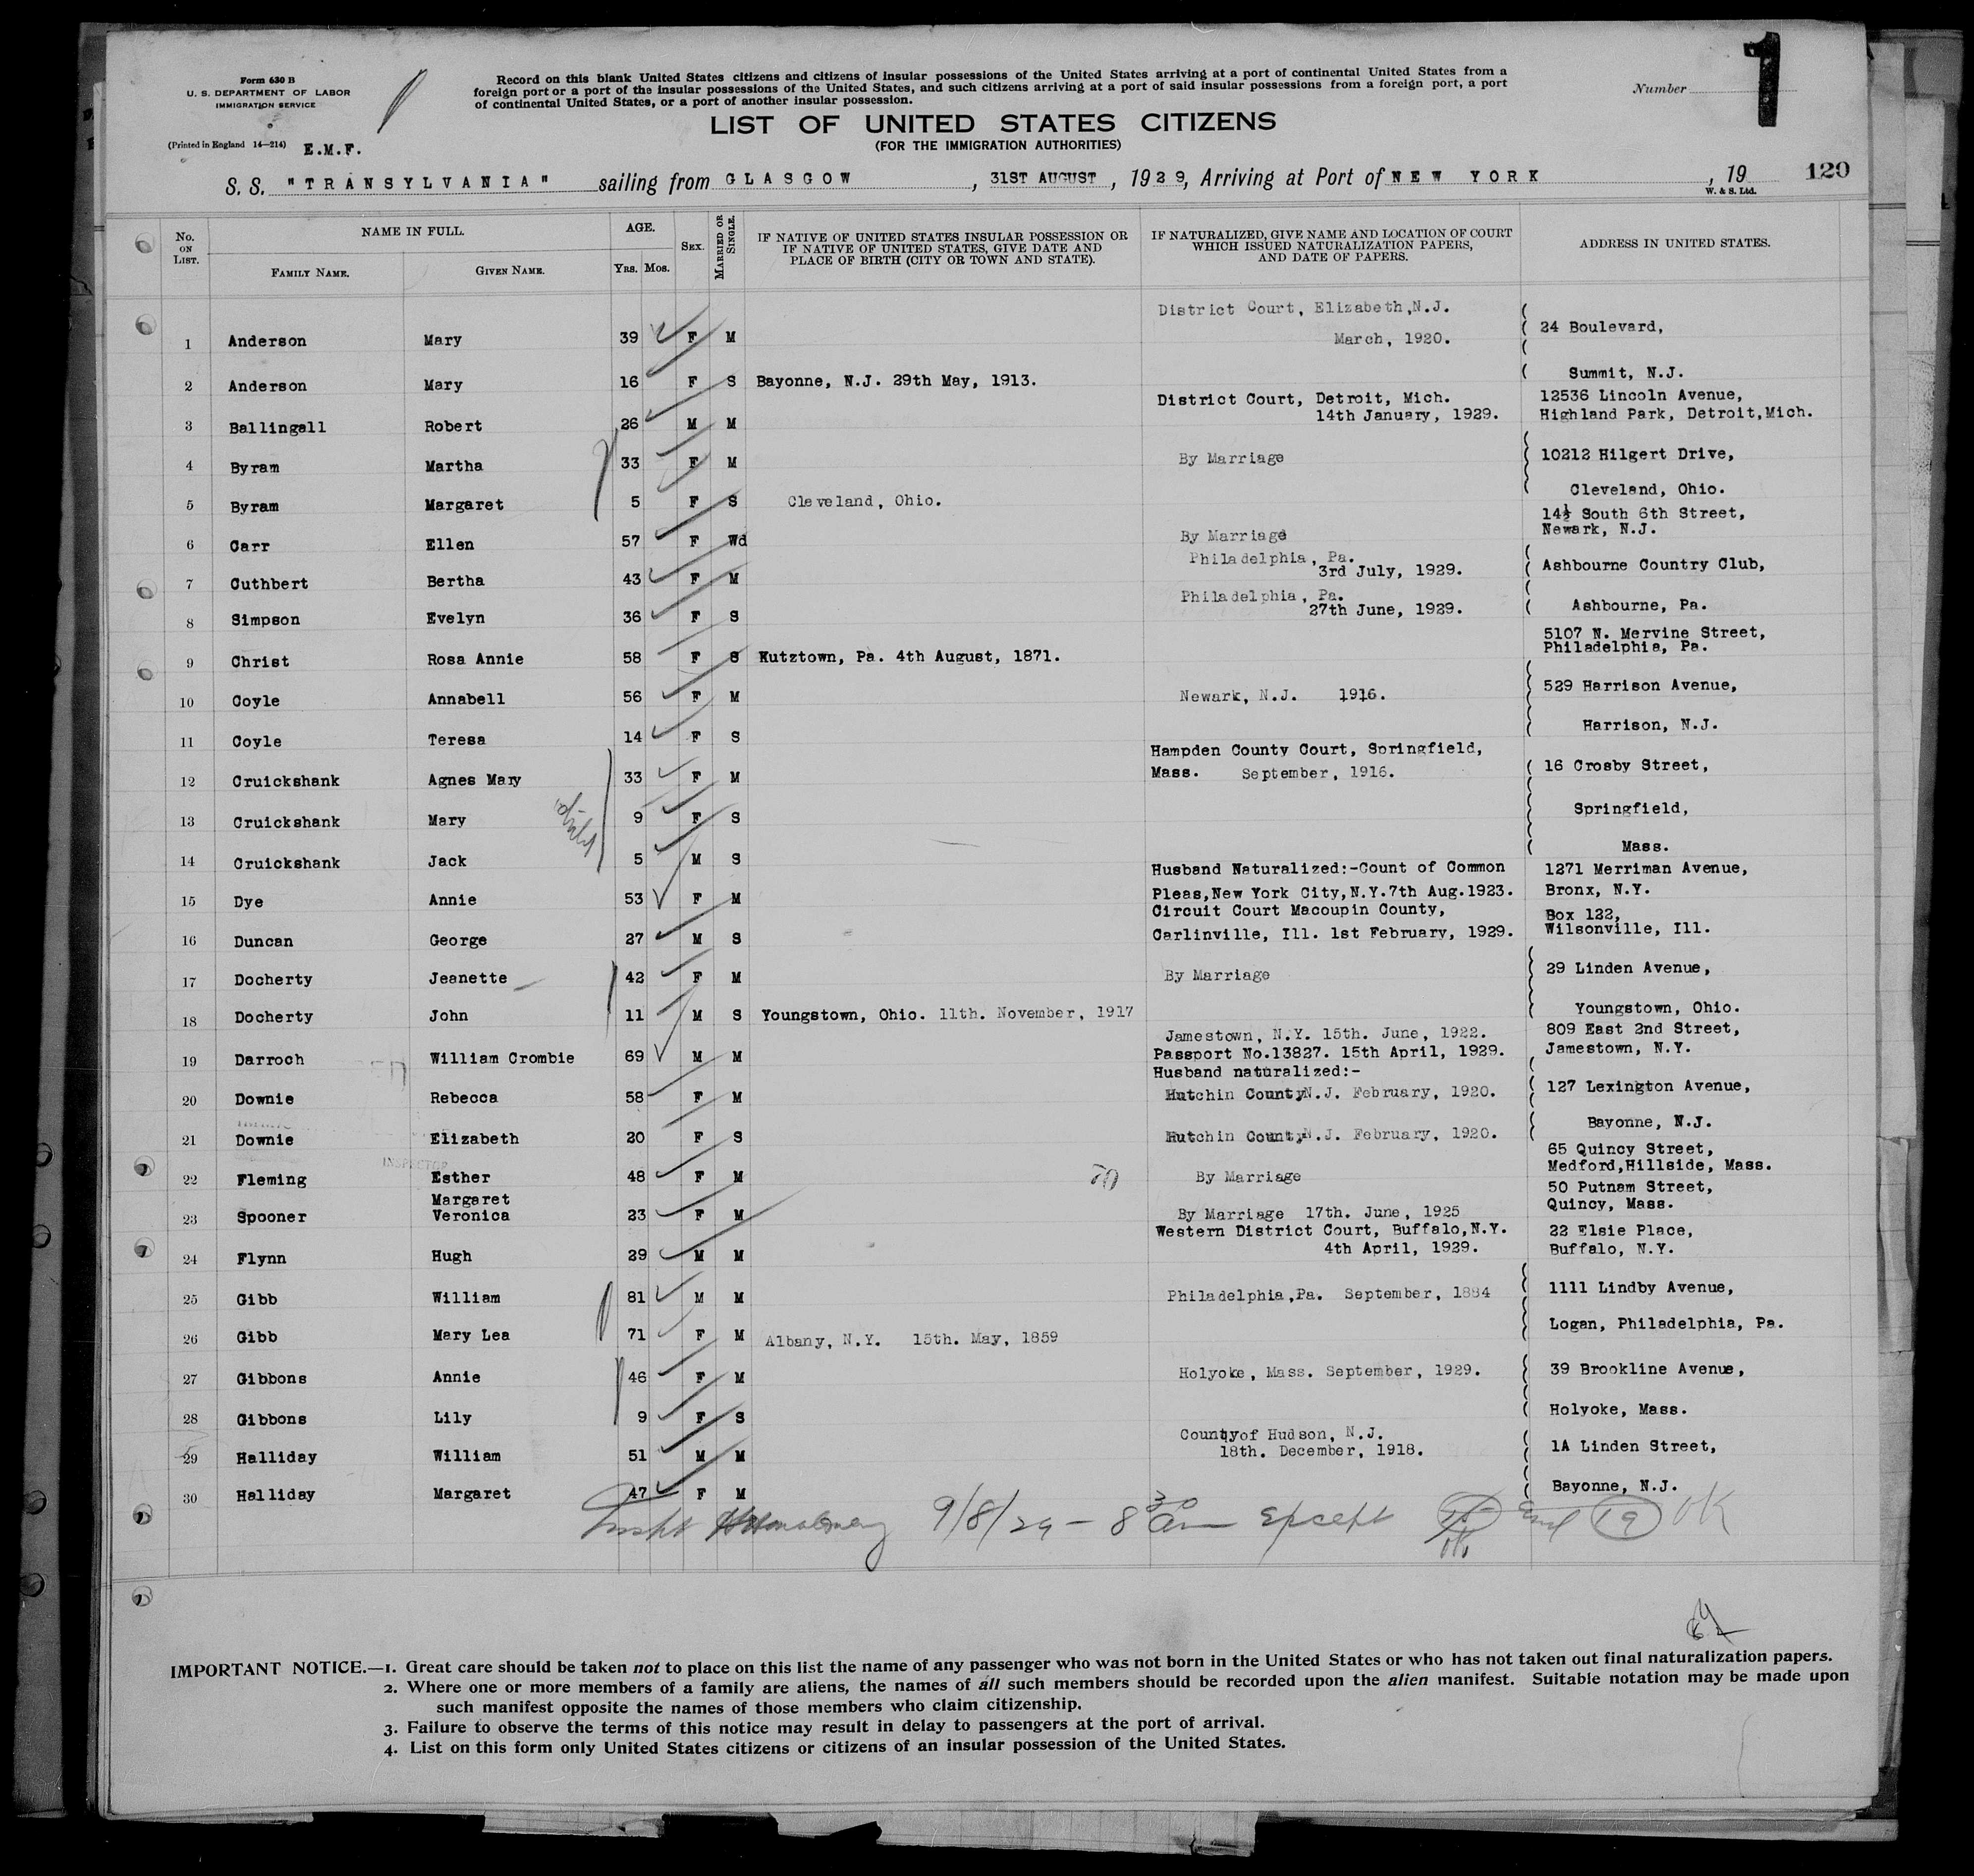 Form 630 B
U. S. DEPARTMENT OF LABOR
IMMIGRATION SERVICE
(Printed in England 14—214) E.M.F.
Record on this blank United States citizens and citizens of insular possessions of the United States arriving at a port of continental United States from a
foreign port or a port of the insular possessions of the United States, and such citizens arriving at a port of said insular possessions from a foreign port, a port
of continental United States, or a port of another insular possession.
Number 1
LIST OF UNITED STATES CITIZENS
(FOR THE IMMIGRATION AUTHORITIES)
S. S. "TRANSYLVANIA" sailing from GLASGOW, 31ST AUGUST, 1929, Arriving at Port of NEW YORK, 19 120
W. & S. Ltd.
No. ON LIST. NAME IN FULL. FAMILY NAME. GIVEN NAME. AGE. YRS. MOS. SEX. MARRIED OR SINGLE. IF NATIVE OF UNITED STATES INSULAR POSSESSION OR IF NATIVE OF UNITED STATES, GIVE DATE AND PLACE OF BIRTH (CITY OR TOWN AND STATE). IF NATURALIZED, GIVE NAME AND LOCATION OF COURT WHICH ISSUED NATURALIZATION PAPERS, AND DATE OF PAPERS. ADDRESS IN UNITED STATES.
1 Anderson Mary 39 F M District Court, Elizabeth,N.J. March, 1920. 24 Boulevard,
2 Anderson Mary 16 F S Bayonne, N.J. 29th May, 1913. Summit, N.J.
3 Ballingall Robert 26 M M District Court, Detroit, Mich. 14th January, 1929. 12536 Lincoln Avenue, Highland Park, Detroit,Mich.
4 Byram Martha 33 F M By Marriage 10212 Hilgert Drive,
5 Byram Margaret 5 F S Cleveland, Ohio. Cleveland, Ohio.
6 Carr Ellen 57 F Wd By Marriage 14½ South 6th Street, Newark, N.J.
7 Cuthbert Bertha 43 F M Philadelphia, Pa. 3rd July, 1929. Ashbourne Country Club,
8 Simpson Evelyn 36 F S Philadelphia, Pa. 27th June, 1929. Ashbourne, Pa.
9 Christ Rosa Annie 58 F S Kutztown, Pa. 4th August, 1871. 5107 N. Mervine Street, Philadelphia, Pa.
10 Coyle Annabell 56 F M Newark, N.J. 1916. 529 Harrison Avenue,
11 Coyle Teresa 14 F S Harrison, N.J.
12 Cruickshank Agnes Mary 33 F M Hampden County Court, Springfield, Mass. September, 1916. 16 Crosby Street,
13 Cruickshank Mary 9 F S Springfield,
14 Cruickshank Jack 5 M S Mass.
15 Dye Annie 53 F M Husband Naturalized:-Count of Common Pleas,New York City,N.Y.7th Aug.1923. 1271 Merriman Avenue, Bronx, N.Y.
16 Duncan George 27 M S Circuit Court Macoupin County, Carlinville, Ill. 1st February, 1929. Box 122, Wilsonville, Ill.
17 Docherty Jeanette 42 F M By Marriage 29 Linden Avenue,
18 Docherty John 11 M S Youngstown, Ohio. 11th. November, 1917 Youngstown, Ohio.
19 Darroch William Crombie 69 M M Jamestown, N.Y. 15th. June, 1922. Passport No.13827. 15th April, 1929. 809 East 2nd Street, Jamestown, N.Y.
20 Downie Rebecca 58 F M Husband naturalized:- Hutchin County N.J. February, 1920. 127 Lexington Avenue,
21 Downie Elizabeth 20 F S Hutchin County N.J. February, 1920. Bayonne, N.J.
INSPECTOR
22 Fleming Esther 48 F M By Marriage 65 Quincy Street, Medford,Hillside, Mass.
23 Spooner Margaret Veronica 23 F M By Marriage 17th. June, 1925 50 Putnam Street, Quincy, Mass.
24 Flynn Hugh 29 M M Western District Court, Buffalo,N.Y. 4th April, 1929. 22 Elsie Place, Buffalo, N.Y.
25 Gibb William 81 M M Philadelphia,Pa. September, 1884 1111 Lindby Avenue,
26 Gibb Mary Lea 71 F M Albany, N.Y. 15th. May, 1859 Logan, Philadelphia, Pa.
27 Gibbons Annie 46 F M Holyoke, Mass. September, 1929. 39 Brookline Avenue,
28 Gibbons Lily 9 F S Holyoke, Mass.
29 Halliday William 51 M M County of Hudson, N.J. 18th. December, 1918. 1A Linden Street,
30 Halliday Margaret 47 F M Bayonne, N.J.
9/8/29 — 8 30 am except and 19 OK
IMPORTANT NOTICE.—1. Great care should be taken not to place on this list the name of any passenger who was not born in the United States or who has not taken out final naturalization papers.
2. Where one or more members of a family are aliens, the names of all such members should be recorded upon the alien manifest. Suitable notation may be made upon
such manifest opposite the names of those members who claim citizenship.
3. Failure to observe the terms of this notice may result in delay to passengers at the port of arrival.
4. List on this form only United States citizens or citizens of an insular possession of the United States.